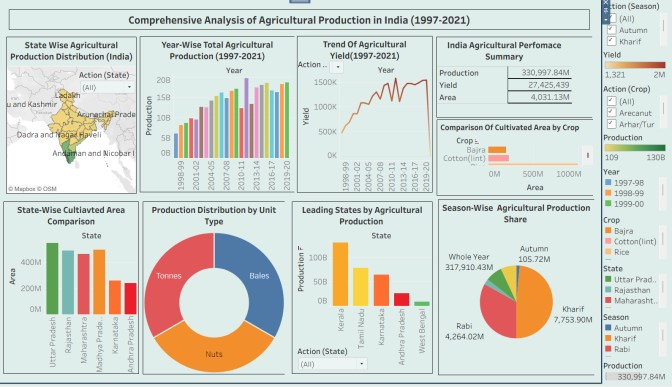 Comprehensive Analysis of Agricultural Production in India (1997-2021)
State Wise Agricultural
Production Distribution (India)
Action (State)
(All)
Ladakh
u and Kashmir
Arunachal Prade
Dadra and Nagar Haveli
Andaman and Nicobar I
© Mapbox © OSM
Year-Wise Total Agricultural
Production (1997-2021)
Year
Production
20B
15B
10B
5B
0B
1998-99
2001-02
2004-05
2007-08
2010-11
2013-14
2016-17
2019-20
Trend Of Agricultural
Yield(1997-2021)
Action ..
Year
Yield
1500K
1000K
0K
1998-99
2001-02
2004-05
2007-08
2010-11
2013-14
2016-17
2019-20
India Agricultural Perfomace
Summary
Production 330,997.84M
Yield 27,425,439
Area 4,031.13M
Comparison Of Cultivated Area by Crop
Crop
Bajra
Cotton(lint)
0M 500M 1000M
Area
State-Wise Cultiavted Area
Comparison
State
Area
400M
200M
0M
Uttar Pradesh
Rajasthan
Maharashtra
Madhya Prade
Karnataka
Andhra Pradesh
Production Distribution by Unit
Type
Tonnes
Bales
Nuts
Leading States by Agricultural
Production
State
Production F
100B
50B
0B
Kerala
Tamil Nadu
Karnataka
Andhra Pradesh
West Bengal
Action (State)
(All)
Season-Wise Agricultural Production
Share
Autumn
105.72M
Whole Year
317,910.43M
Kharif
7,753.90M
Rabi
4,264.02M
ction (Season)
(All)
Autumn
Kharif
Yield
1,321 2M
Action (Crop)
(All)
Arecanut
Arhar/Tur
Production
109 130B
Year
1997-98
1998-99
1999-00
Crop
Bajra
Cotton(lint)
Rice
State
Uttar Prad..
Rajasthan
Maharasht..
Season
Autumn
Kharif
Rabi
Production
330,997.84M